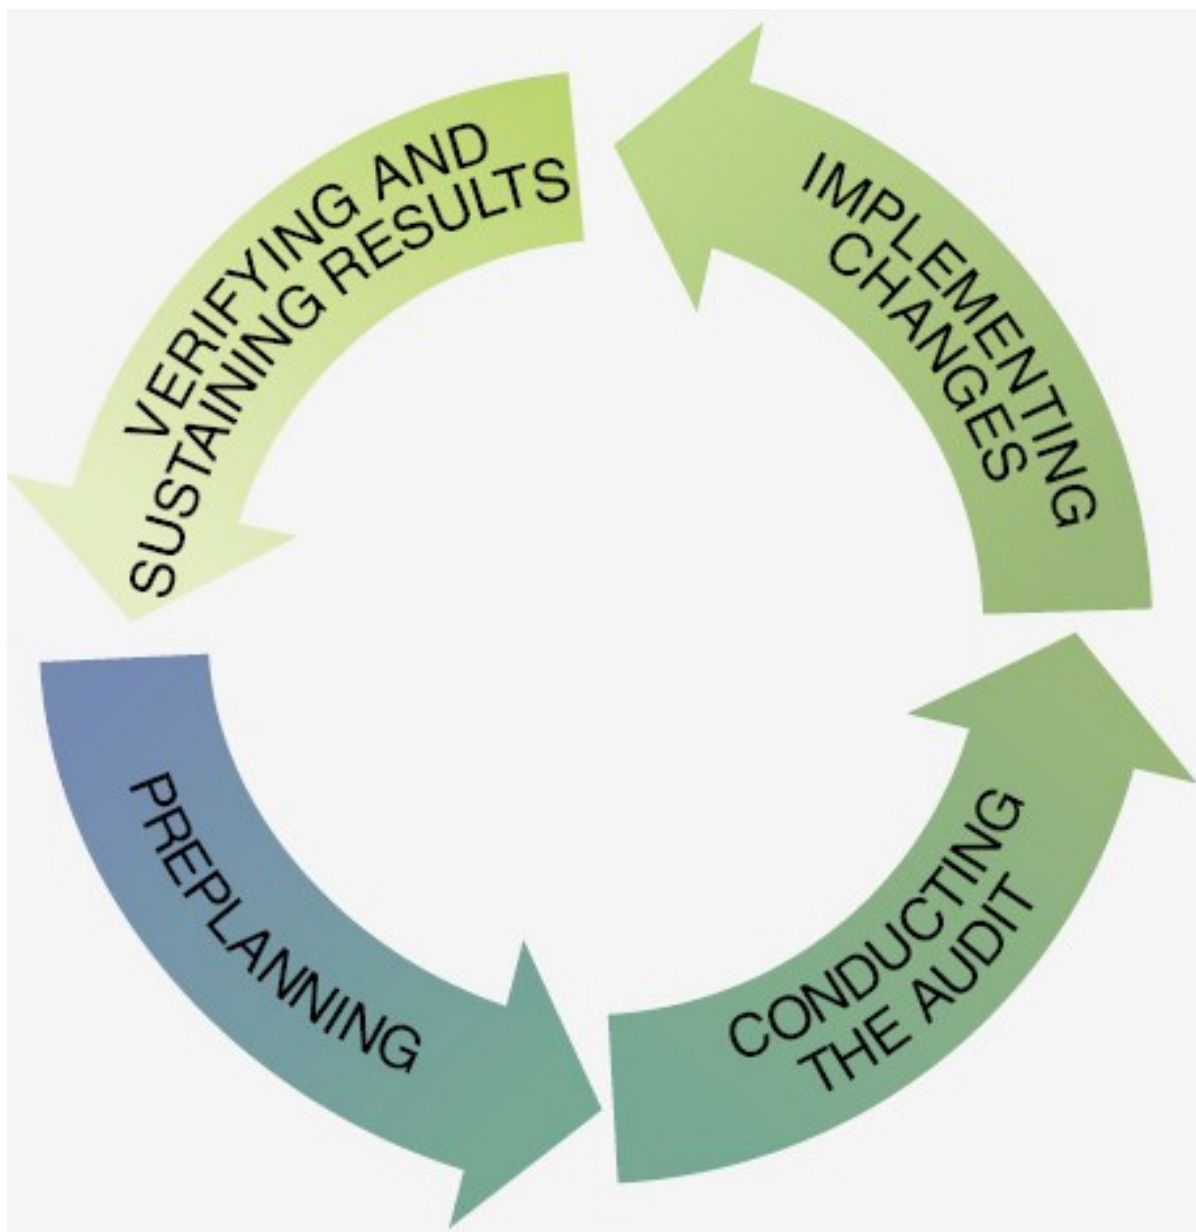 VERIFYING AND
SUSTAINING RESULTS
IMPLEMENTING
CHANGES
PREPLANNING
CONDUCTING
THE AUDIT